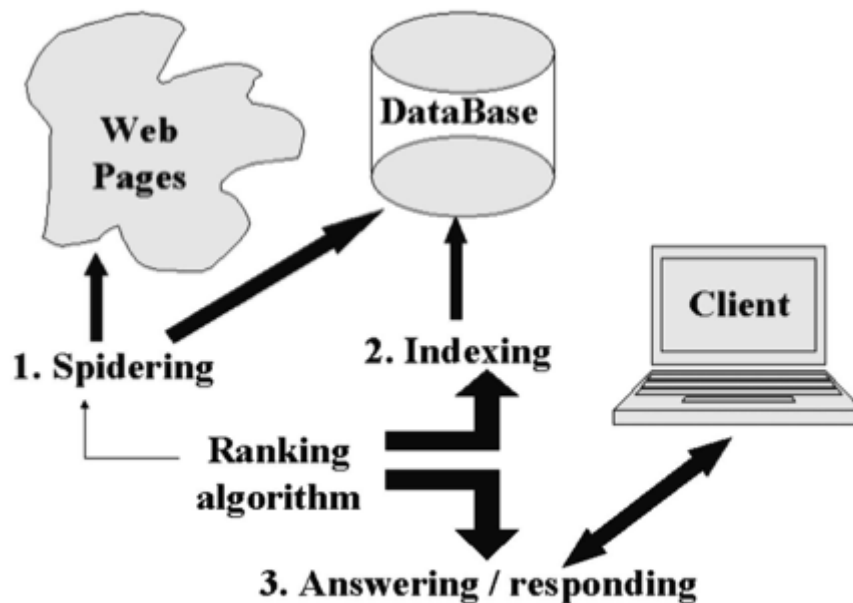 Web
Pages
DataBase
Client
1. Spidering
2. Indexing
Ranking
algorithm
3. Answering / responding